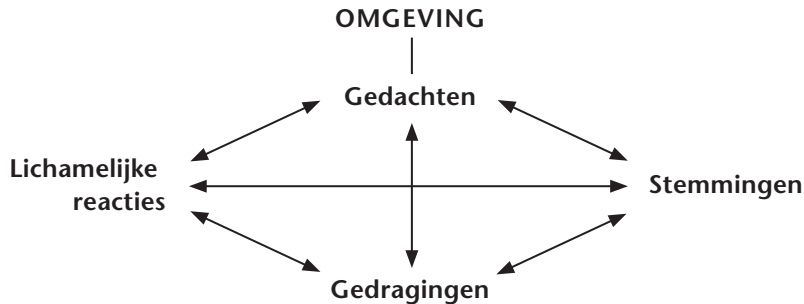 OMGEVING
Gedachten
Lichamelijke
reacties
Stemmingen
Gedragingen